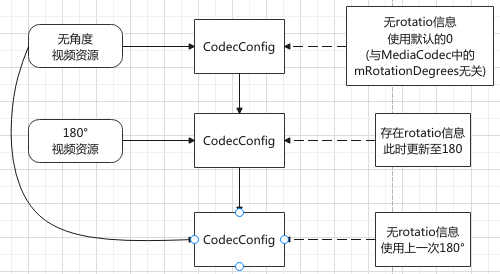 无角度
视频资源
CodecConfig
无rotatio信息
使用默认的0
(与MediaCodec中的
mRotationDegrees无关)
180°
视频资源
CodecConfig
存在rotatio信息
此时更新至180
CodecConfig
无rotatio信息
使用上一次180°